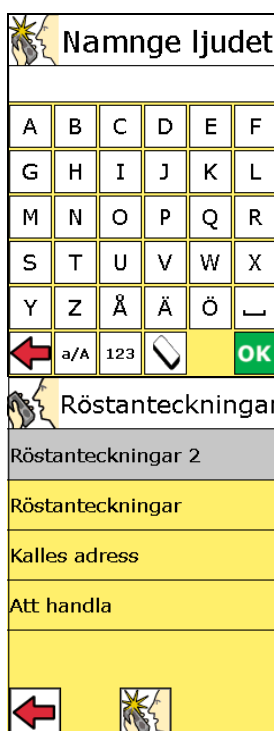 Namnge ljudet
A B C D E F
G H I J K L
M N O P Q R
S T U V W X
Y Z Å Ä Ö
a/A 123 OK
Röstanteckningar
Röstanteckningar 2
Röstanteckningar
Kalles adress
Att handla